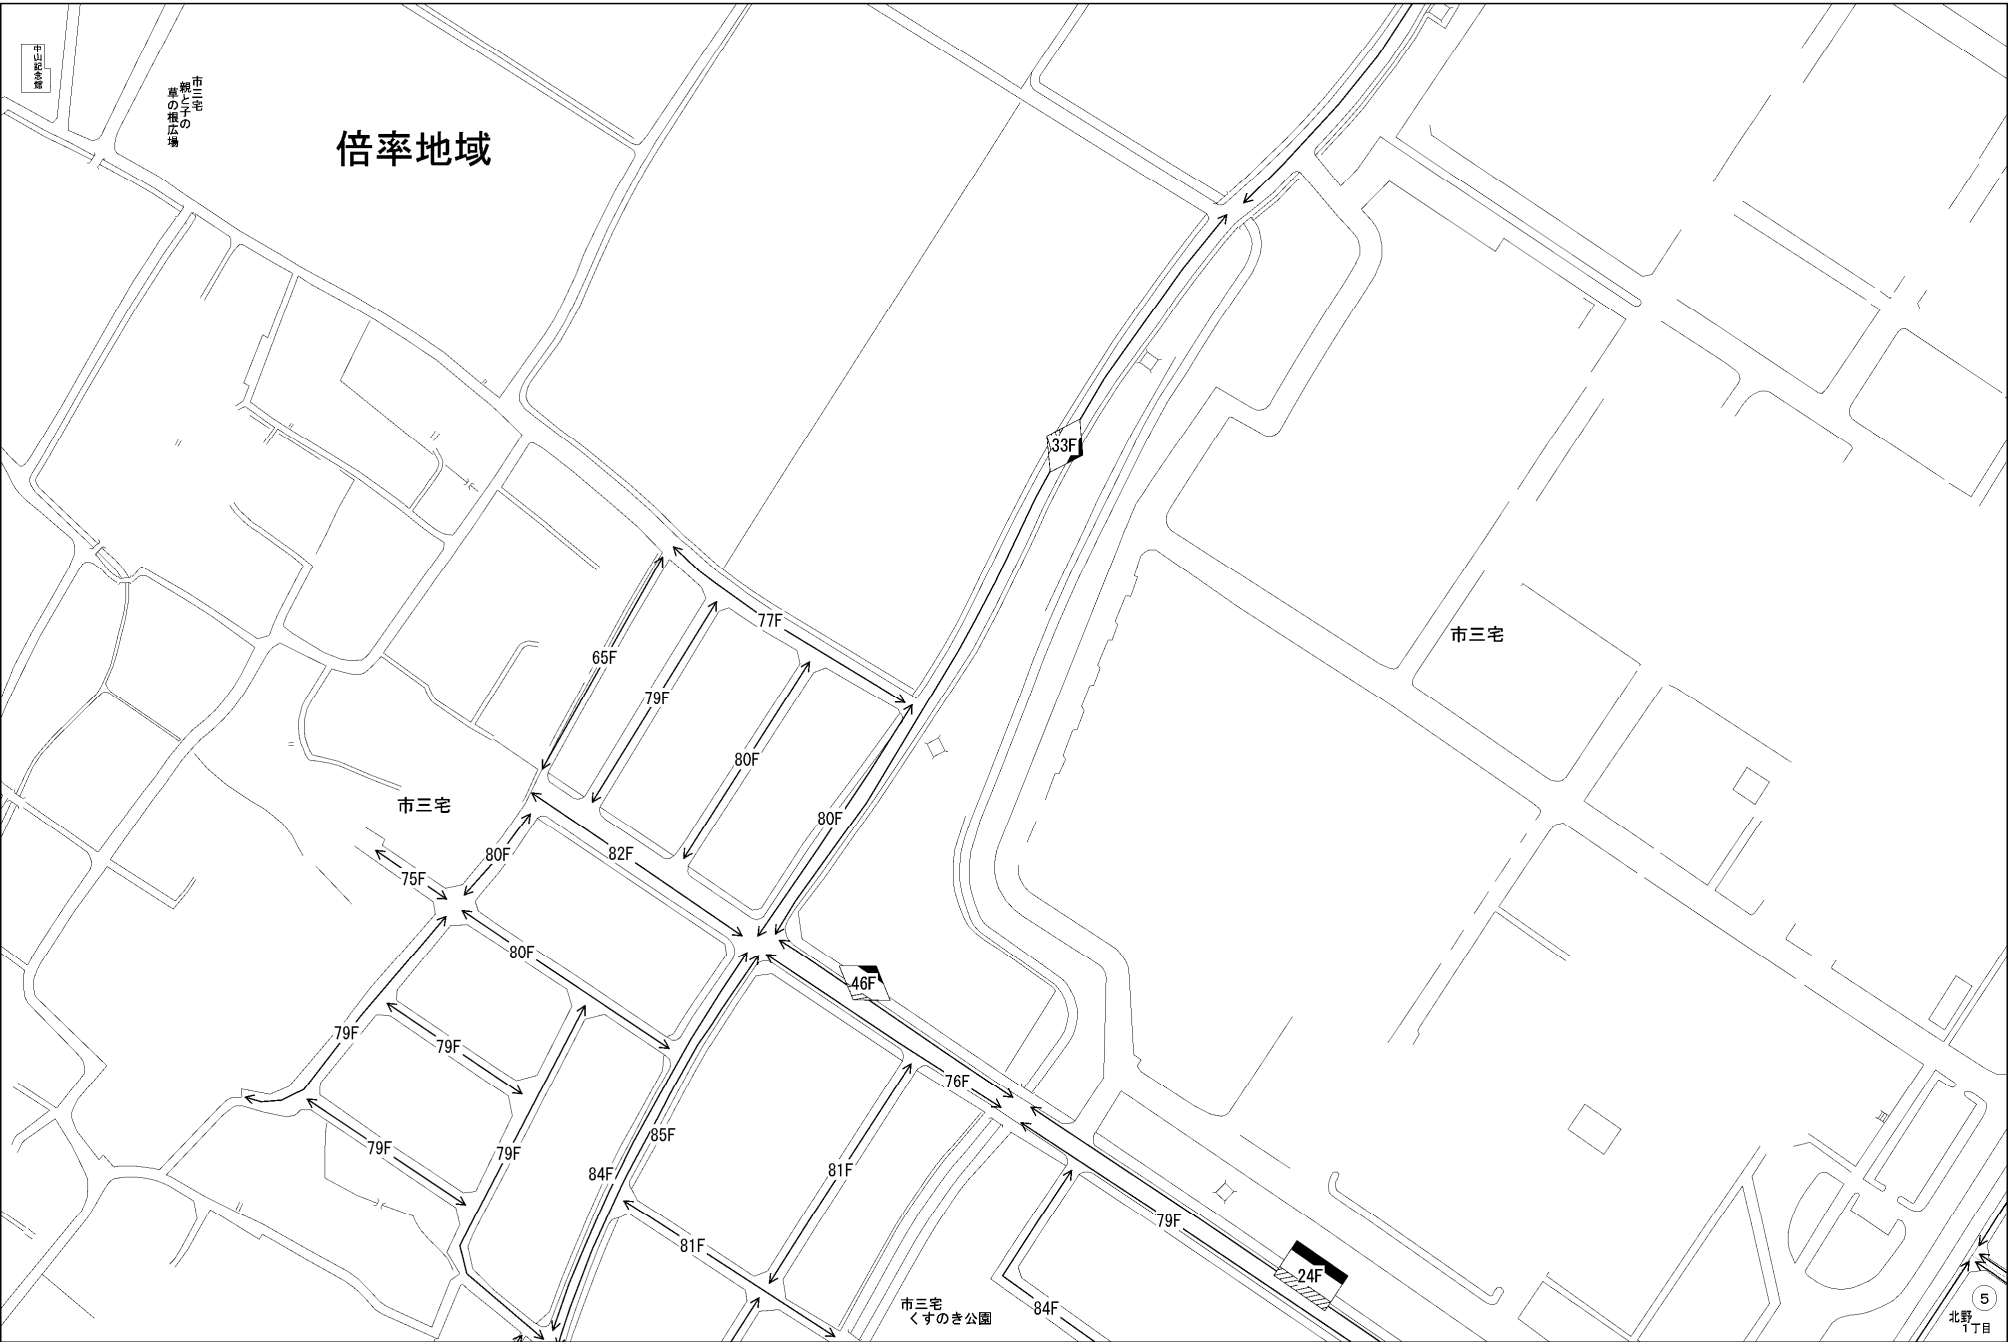 中山記念館
市三宅
親と子の
草の根広場
倍率地域
33F
77F
65F
79F
80F
市三宅
80F
市三宅
82F
80F
75F
80F
46F
79F
79F
76F
79F
79F
84F
85F
81F
79F
81F
24F
84F
市三宅
くすのき公園
5
北野
1丁目